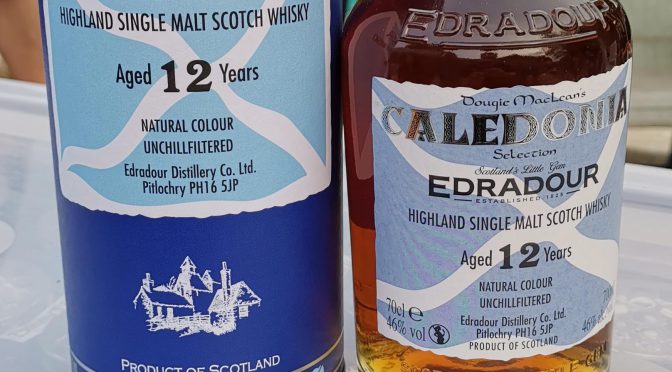 HIGHLAND SINGLE MALT SCOTCH WHISKY
Aged 12 Years
NATURAL COLOUR
UNCHILLFILTERED
Edradour Distillery Co. Ltd.
Pitlochry PH16 5JP
PRODUCT OF SCOTLAND
EDRADOUR
Dougie MacLean's
CALEDONIA
Selection
Scotland's Little Gem
EDRADOUR
ESTABLISHED 1825
HIGHLAND SINGLE MALT SCOTCH WHISKY
Aged 12 Years
NATURAL COLOUR
UNCHILLFILTERED
70cl e
46% vol
Edradour Distillery Co. Ltd.
Pitlochry PH16 5JP
PRODUCT OF SCOTLAND